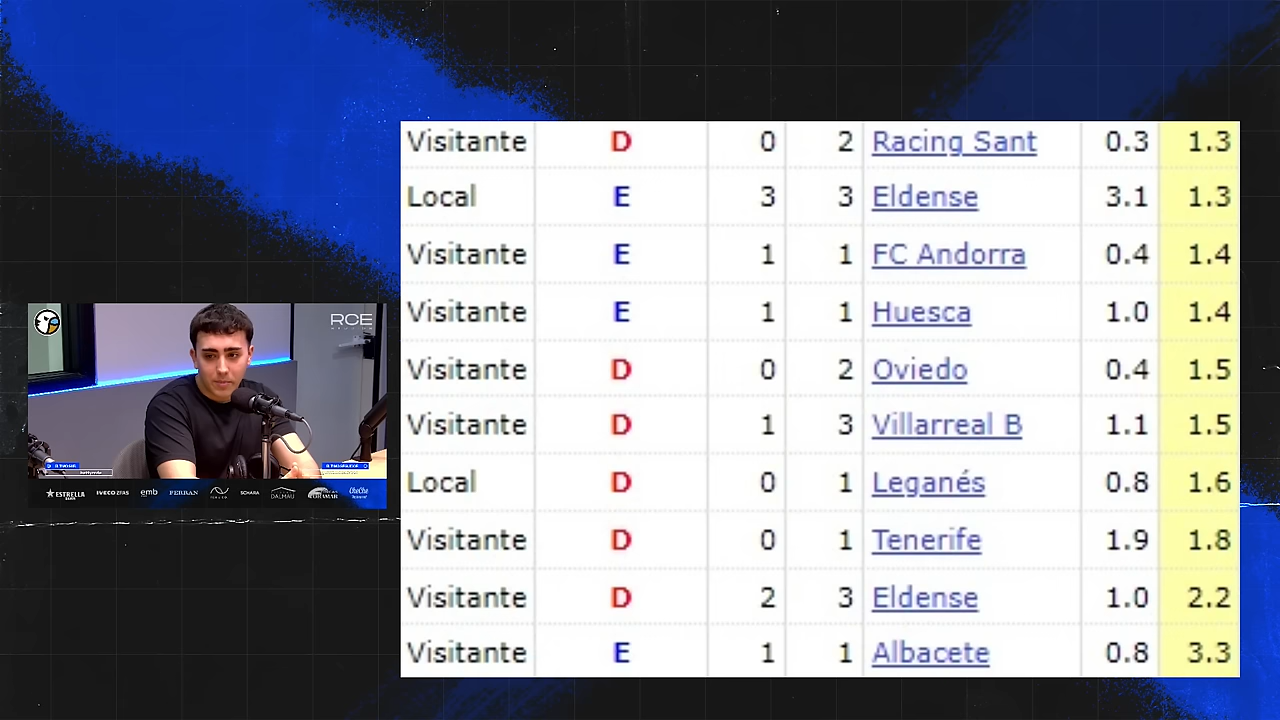 Visitante D 0 2 Racing Sant 0.3 1.3
Local E 3 3 Eldense 3.1 1.3
Visitante E 1 1 FC Andorra 0.4 1.4
Visitante E 1 1 Huesca 1.0 1.4
Visitante D 0 2 Oviedo 0.4 1.5
Visitante D 1 3 Villarreal B 1.1 1.5
Local D 0 1 Leganés 0.8 1.6
Visitante D 0 1 Tenerife 1.9 1.8
Visitante D 2 3 Eldense 1.0 2.2
Visitante E 1 1 Albacete 0.8 3.3
RCE
ESTRELLA IVECO emb FERRAN SCHARA DALMAU